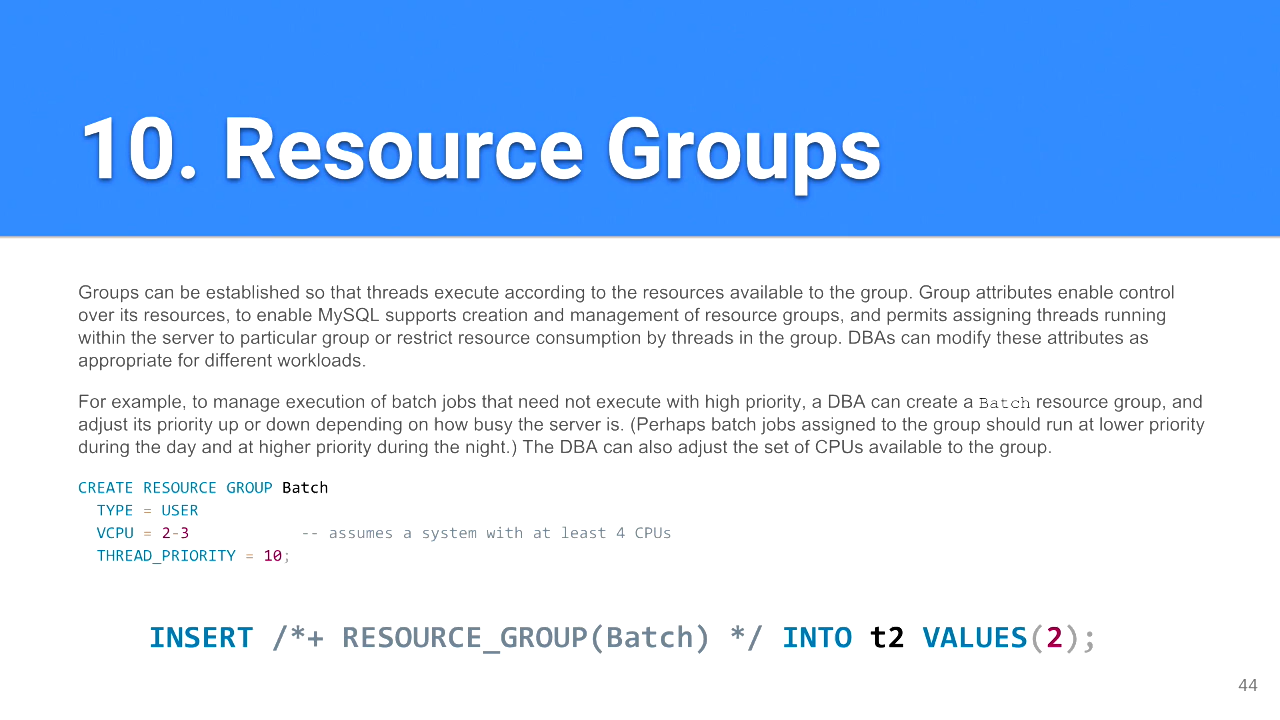 10. Resource Groups
Groups can be established so that threads execute according to the resources available to the group. Group attributes enable control
over its resources, to enable MySQL supports creation and management of resource groups, and permits assigning threads running
within the server to particular group or restrict resource consumption by threads in the group. DBAs can modify these attributes as
appropriate for different workloads.
For example, to manage execution of batch jobs that need not execute with high priority, a DBA can create a Batch resource group, and
adjust its priority up or down depending on how busy the server is. (Perhaps batch jobs assigned to the group should run at lower priority
during the day and at higher priority during the night.) The DBA can also adjust the set of CPUs available to the group.
CREATE RESOURCE GROUP Batch
TYPE = USER
VCPU = 2-3 -- assumes a system with at least 4 CPUs
THREAD_PRIORITY = 10;
INSERT /*+ RESOURCE_GROUP(Batch) */ INTO t2 VALUES(2);
44